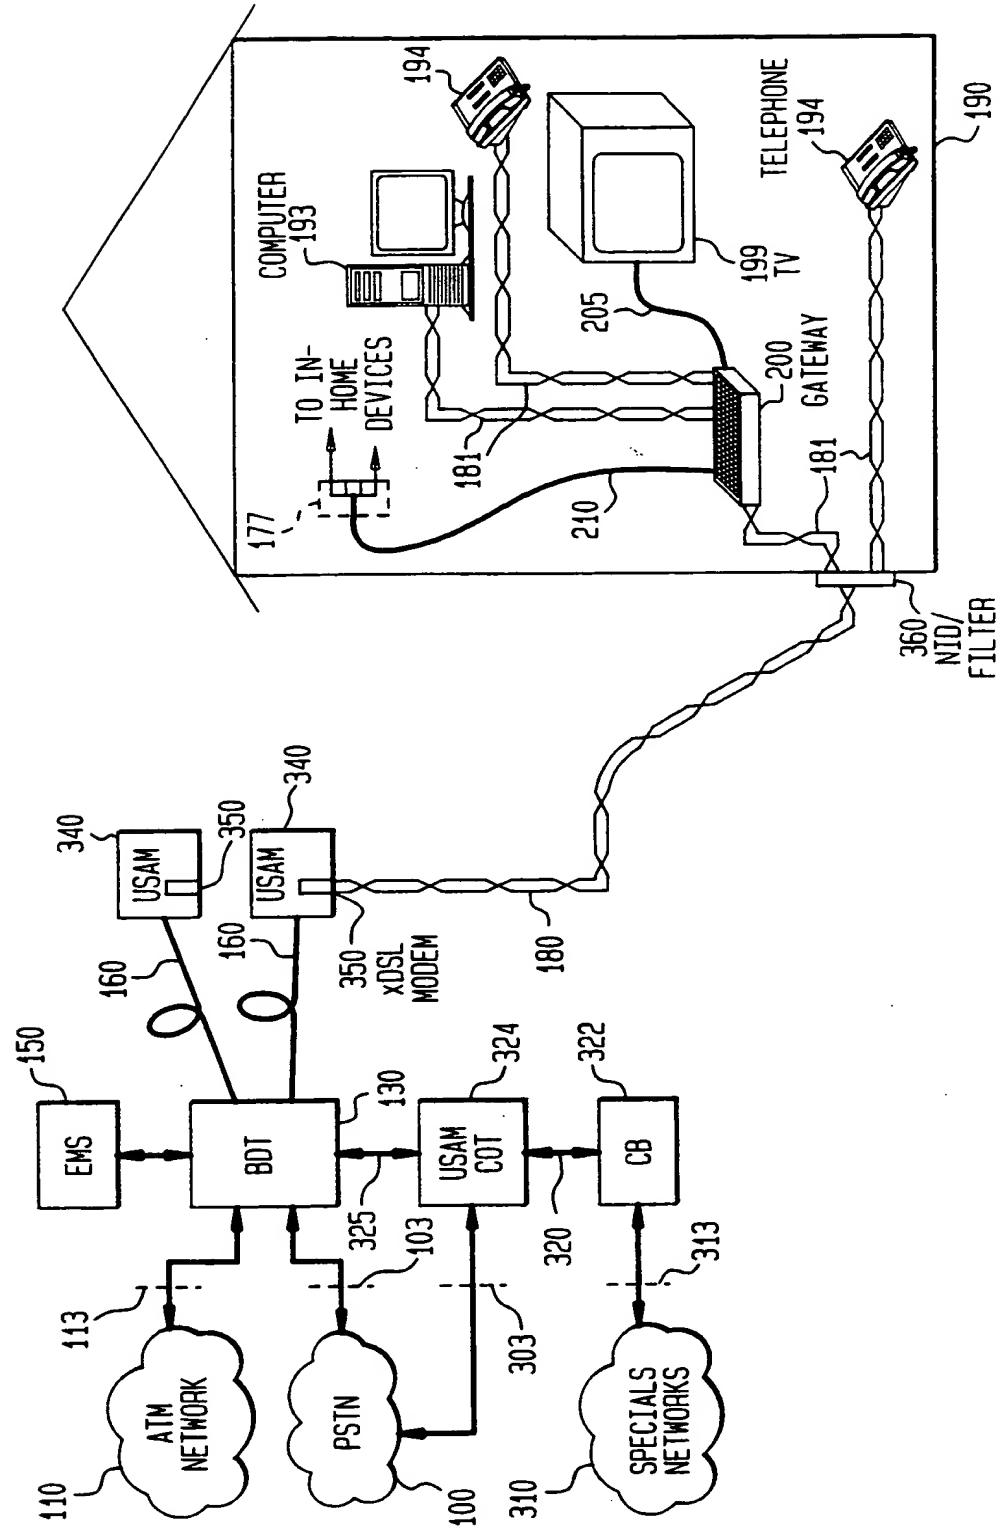 110
ATM
NETWORK
113
EMS
150
160
340
USAM
350
BDT
130
160
340
USAM
350
xDSL
MODEM
100
PSTN
103
325
303
USAM
COT
324
320
310
SPECIALS
NETWORKS
313
CB
322
180
177
TO IN-
HOME
DEVICES
COMPUTER
193
194
181
210
205
199
TV
200
GATEWAY
181
181
TELEPHONE
194
360
NID/
FILTER
190